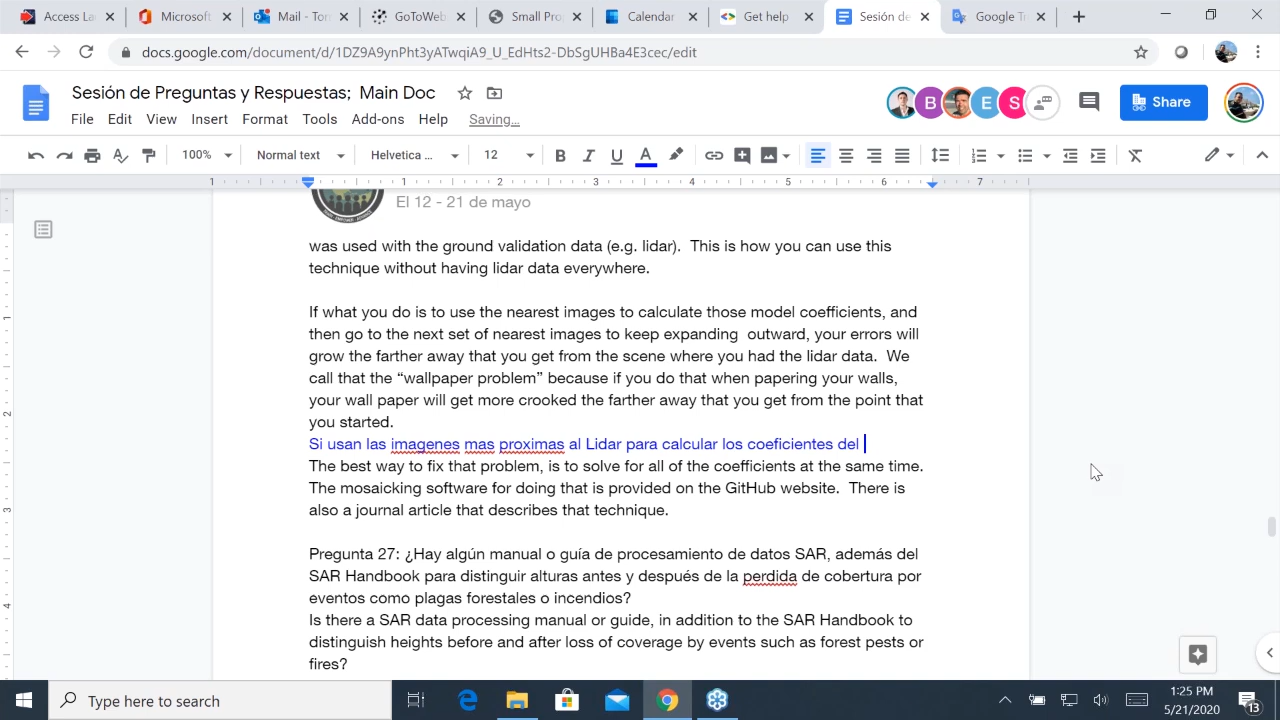 Access La
Microsoft
Mail - Tom
GoToWeb
Small Pro
Calendar
Get help
Sesión de
Google Tr
docs.google.com/document/d/1DZ9A9ynPht3yATwqiA9_U_EdHts2-DbSgUHBa4E3cec/edit
Sesión de Preguntas y Respuestas: Main Doc
B
E
S
Share
File Edit View Insert Format Tools Add-ons Help Saving...
100% Normal text Helvetica ... 12 B I U A
1 1 2 3 4 5 6 7
El 12 - 21 de mayo
was used with the ground validation data (e.g. lidar). This is how you can use this
technique without having lidar data everywhere.
If what you do is to use the nearest images to calculate those model coefficients, and
then go to the next set of nearest images to keep expanding outward, your errors will
grow the farther away that you get from the scene where you had the lidar data. We
call that the “wallpaper problem” because if you do that when papering your walls,
your wall paper will get more crooked the farther away that you get from the point that
you started.
Si usan las imagenes mas proximas al Lidar para calcular los coeficientes del
The best way to fix that problem, is to solve for all of the coefficients at the same time.
The mosaicking software for doing that is provided on the GitHub website. There is
also a journal article that describes that technique.
Pregunta 27: ¿Hay algún manual o guía de procesamiento de datos SAR, además del
SAR Handbook para distinguir alturas antes y después de la perdida de cobertura por
eventos como plagas forestales o incendios?
Is there a SAR data processing manual or guide, in addition to the SAR Handbook to
distinguish heights before and after loss of coverage by events such as forest pests or
fires?
1
2
3
4
Type here to search
1:25 PM
5/21/2020
13